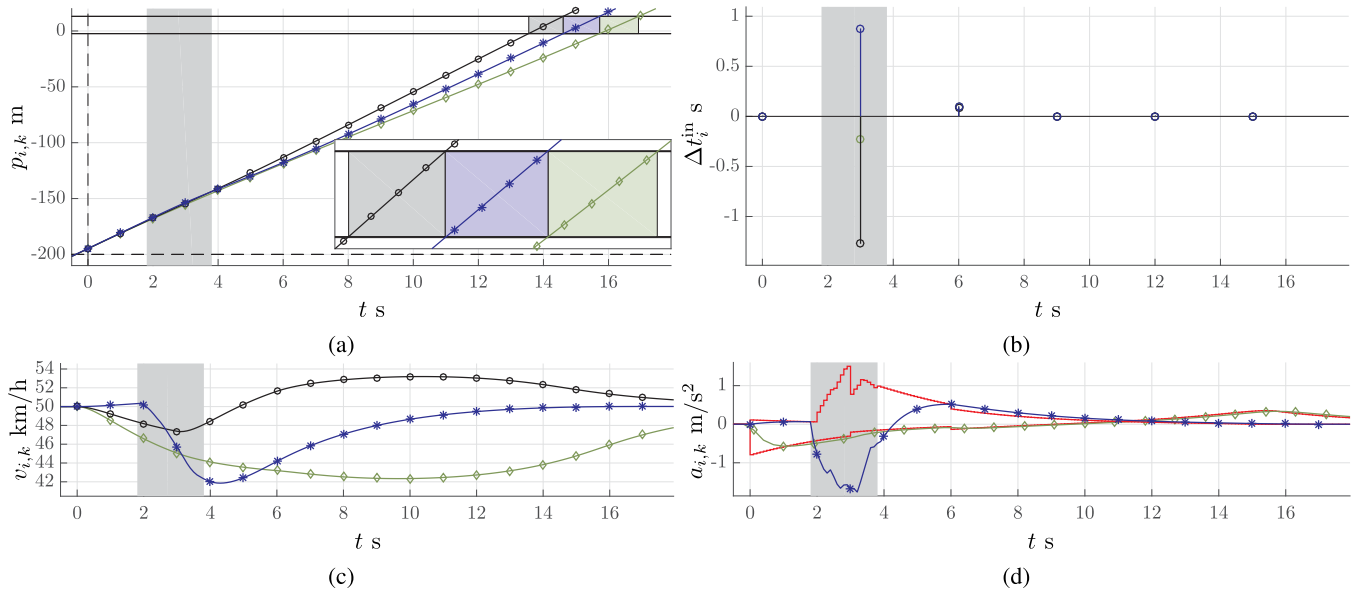 0
-50
-100
-150
-200
p_{i,k} m
0 2 4 6 8 10 12 14 16
t s
(a)
1
0.5
0
-0.5
-1
Δt_i^{in} s
0 2 4 6 8 10 12 14 16
t s
(b)
54
52
50
48
46
44
42
v_{i,k} km/h
0 2 4 6 8 10 12 14 16
t s
(c)
1
0
-1
a_{i,k} m/s²
0 2 4 6 8 10 12 14 16
t s
(d)